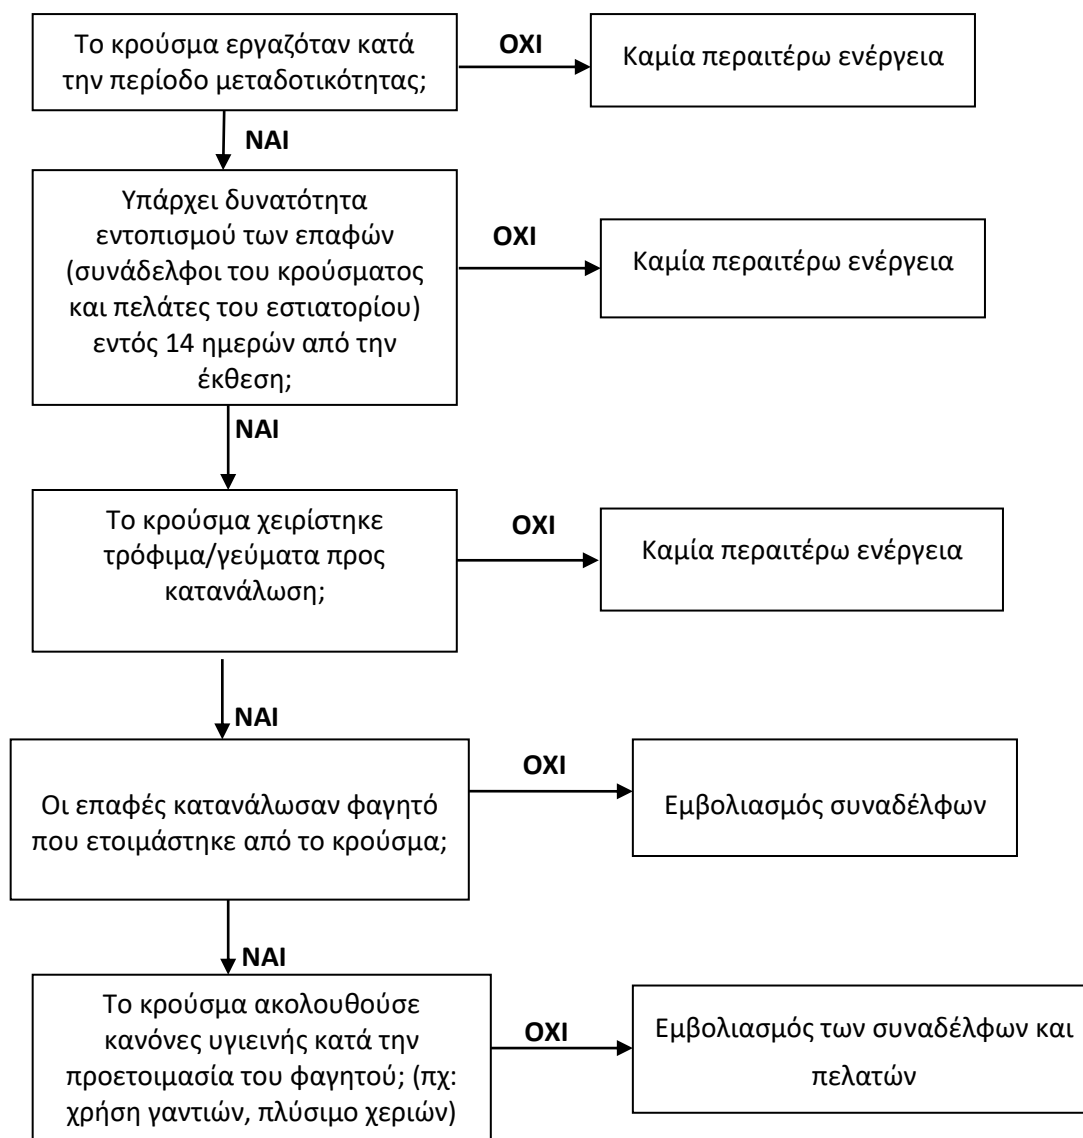 Το κρούσμα εργαζόταν κατά
την περίοδο μεταδοτικότητας;
ΟΧΙ
Καμία περαιτέρω ενέργεια
ΝΑΙ
Υπάρχει δυνατότητα
εντοπισμού των επαφών
(συνάδελφοι του κρούσματος
και πελάτες του εστιατορίου)
εντός 14 ημερών από την
έκθεση;
ΟΧΙ
Καμία περαιτέρω ενέργεια
ΝΑΙ
Το κρούσμα χειρίστηκε
τρόφιμα/γεύματα προς
κατανάλωση;
ΟΧΙ
Καμία περαιτέρω ενέργεια
ΝΑΙ
Οι επαφές κατανάλωσαν φαγητό
που ετοιμάστηκε από το κρούσμα;
ΟΧΙ
Εμβολιασμός συναδέλφων
ΝΑΙ
Το κρούσμα ακολουθούσε
κανόνες υγιεινής κατά την
προετοιμασία του φαγητού; (πχ:
χρήση γαντιών, πλύσιμο χεριών)
ΟΧΙ
Εμβολιασμός των συναδέλφων και
πελατών